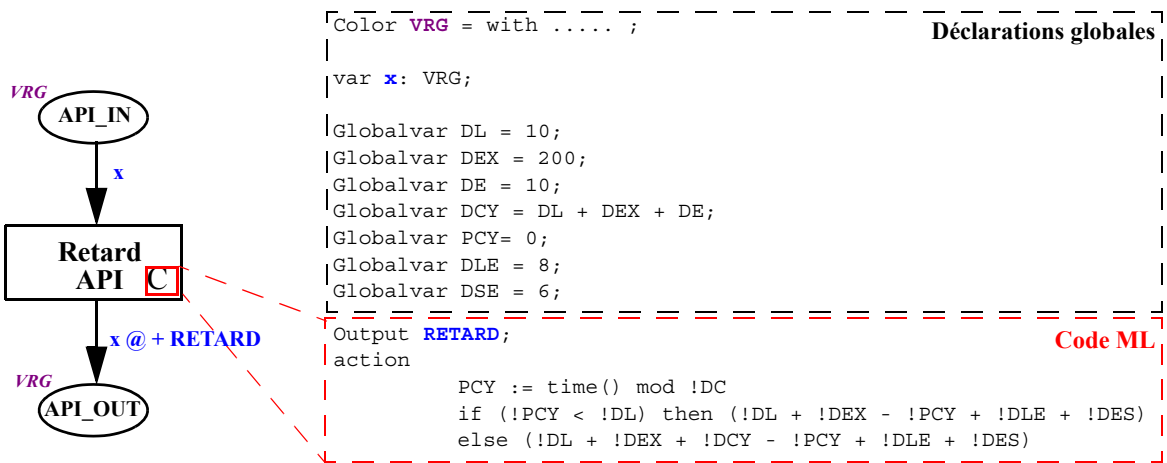 VRG
API_IN
x
Retard
API C
x @ + RETARD
VRG
API_OUT
Color VRG = with ..... ;
Déclarations globales
var x: VRG;
Globalvar DL = 10;
Globalvar DEX = 200;
Globalvar DE = 10;
Globalvar DCY = DL + DEX + DE;
Globalvar PCY= 0;
Globalvar DLE = 8;
Globalvar DSE = 6;
Output RETARD;
Code ML
action
PCY := time() mod !DC
if (!PCY < !DL) then (!DL + !DEX - !PCY + !DLE + !DES)
else (!DL + !DEX + !DCY - !PCY + !DLE + !DES)